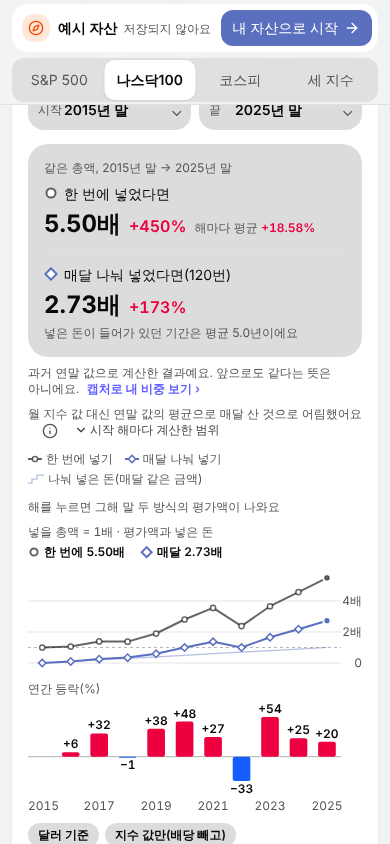 예시 자산 저장되지 않아요 내 자산으로 시작 →
S&P 500 나스닥100 코스피 세 지수
시작 2015년 말 끝 2025년 말
같은 총액, 2015년 말 → 2025년 말
한 번에 넣었다면
5.50배 +450% 해마다 평균 +18.58%
매달 나눠 넣었다면(120번)
2.73배 +173%
넣은 돈이 들어가 있던 기간은 평균 5.0년이에요
과거 연말 값으로 계산한 결과예요. 앞으로도 같다는 뜻은
아니에요. 캡처로 내 비중 보기 ›
월 지수 값 대신 연말 값의 평균으로 매달 산 것으로 어림했어요
시작 해마다 계산한 범위
한 번에 넣기 매달 나눠 넣기
나눠 넣은 돈(매달 같은 금액)
해를 누르면 그해 말 두 방식의 평가액이 나와요
넣을 총액 = 1배 · 평가액과 넣은 돈
한 번에 5.50배 매달 2.73배
4배
2배
0
연간 등락(%)
+6 +32 −1 +38 +48 +27 −33 +54 +25 +20
2015 2017 2019 2021 2023 2025
달러 기준 지수 값만(배당 빼고)